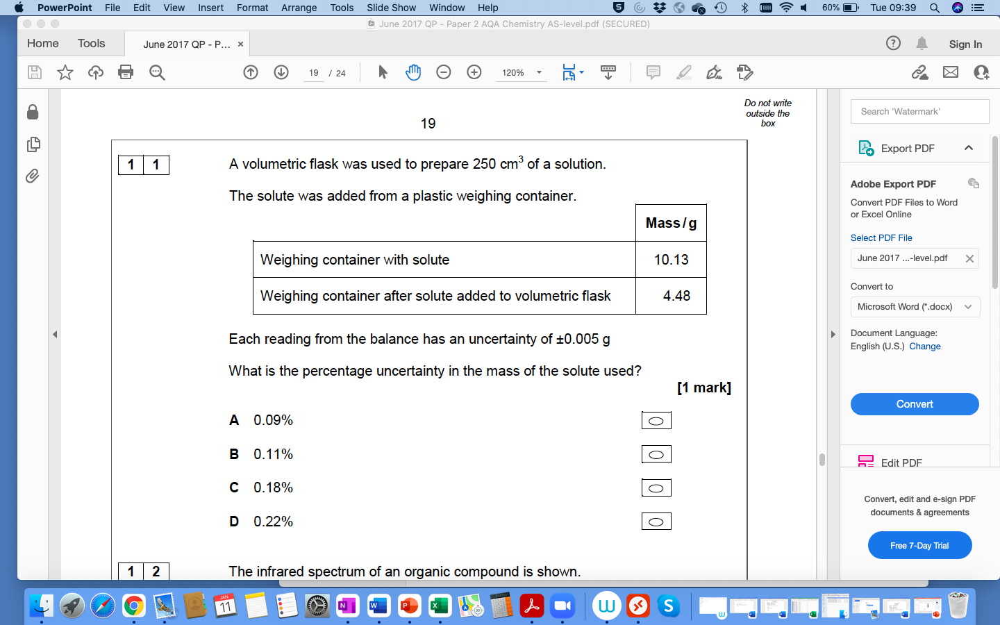 PowerPoint File Edit View Insert Format Arrange Tools Slide Show Window Help 60% Tue 09:39
June 2017 QP - Paper 2 AQA Chemistry AS-level.pdf (SECURED)
Home Tools June 2017 QP - P... × Sign In
19 / 24 120%
Do not write
outside the
box
19
1 1 A volumetric flask was used to prepare 250 cm³ of a solution.
The solute was added from a plastic weighing container.
Mass / g
Weighing container with solute 10.13
Weighing container after solute added to volumetric flask 4.48
Each reading from the balance has an uncertainty of ±0.005 g
What is the percentage uncertainty in the mass of the solute used?
[1 mark]
A 0.09%
B 0.11%
C 0.18%
D 0.22%
1 2 The infrared spectrum of an organic compound is shown.
Search 'Watermark'
Export PDF
Adobe Export PDF
Convert PDF Files to Word
or Excel Online
Select PDF File
June 2017 ...-level.pdf
Convert to
Microsoft Word (*.docx)
Document Language:
English (U.S.) Change
Convert
Edit PDF
Convert, edit and e-sign PDF
documents & agreements
Free 7-Day Trial
JAN
11
N W P X W S